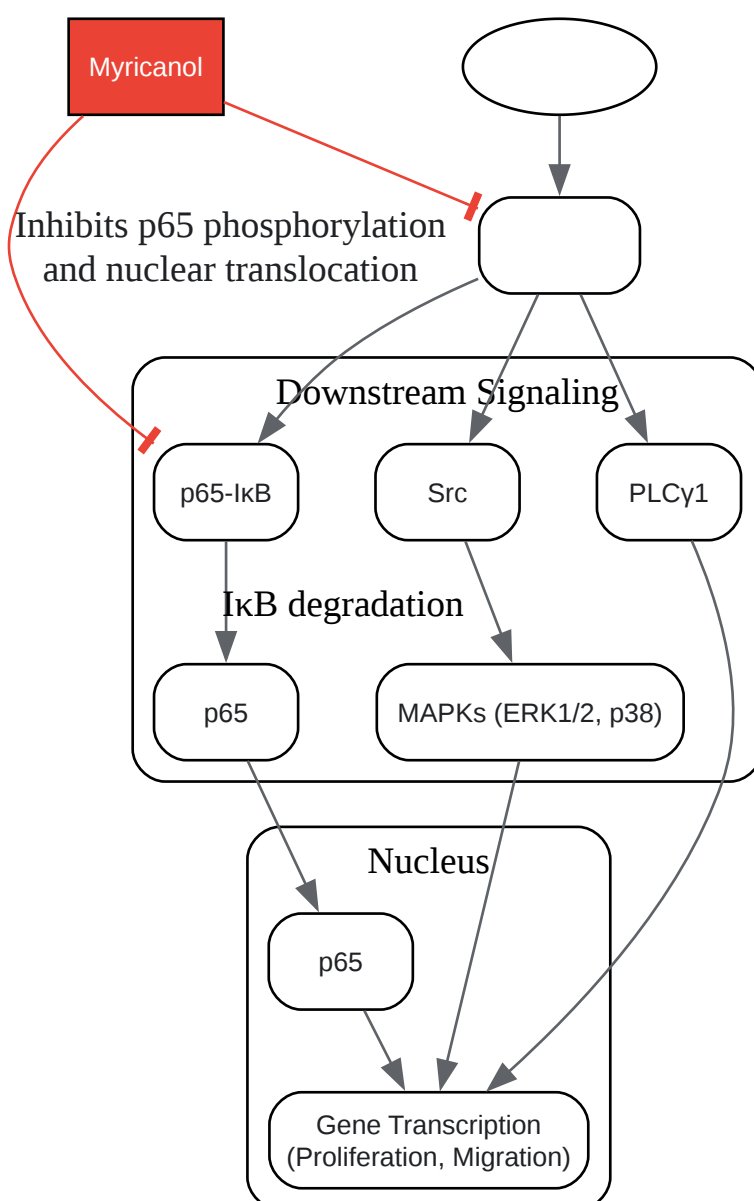 Myricanol
Inhibits p65 phosphorylation
and nuclear translocation
Downstream Signaling
p65-IκB
Src
PLCγ1
IκB degradation
p65
MAPKs (ERK1/2, p38)
Nucleus
p65
Gene Transcription
(Proliferation, Migration)